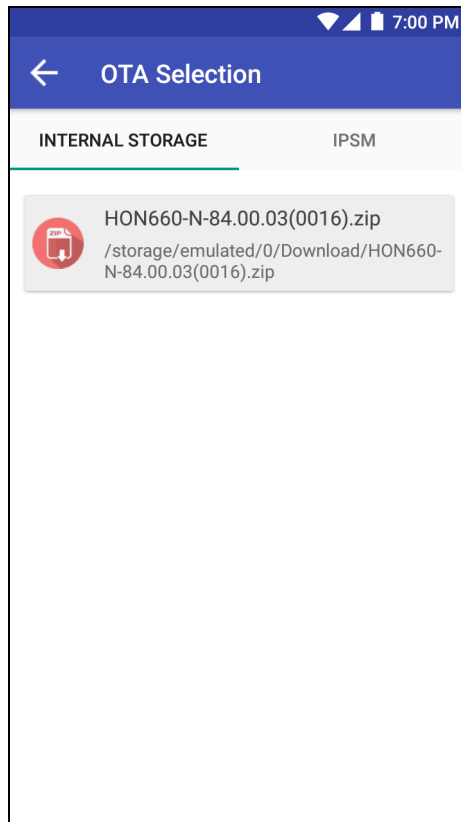 7:00 PM
OTA Selection
INTERNAL STORAGE IPSM
ZIP
HON660-N-84.00.03(0016).zip
/storage/emulated/0/Download/HON660-
N-84.00.03(0016).zip